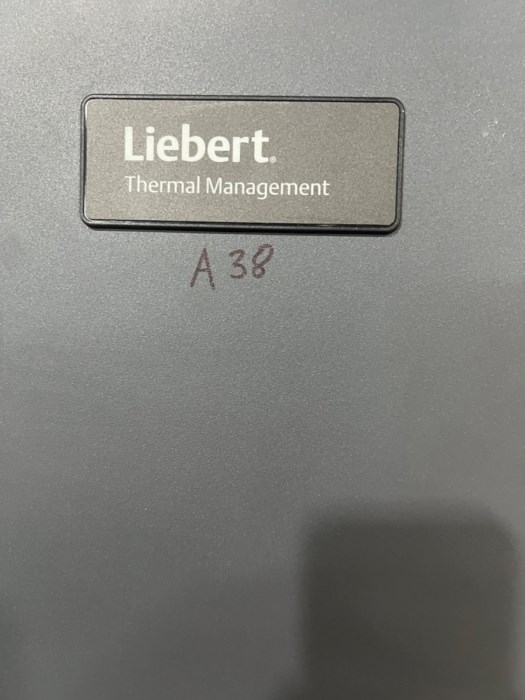 Liebert®
Thermal Management
A 38